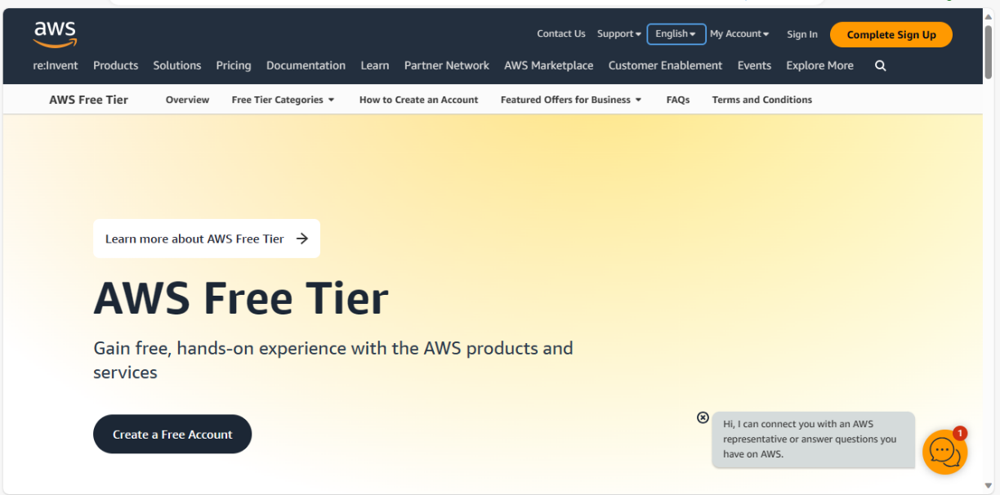 aws
Contact Us Support English My Account Sign In Complete Sign Up
re:Invent Products Solutions Pricing Documentation Learn Partner Network AWS Marketplace Customer Enablement Events Explore More
AWS Free Tier Overview Free Tier Categories How to Create an Account Featured Offers for Business FAQs Terms and Conditions
Learn more about AWS Free Tier
AWS Free Tier
Gain free, hands-on experience with the AWS products and
services
Create a Free Account
Hi, I can connect you with an AWS
representative or answer questions you
have on AWS.
1